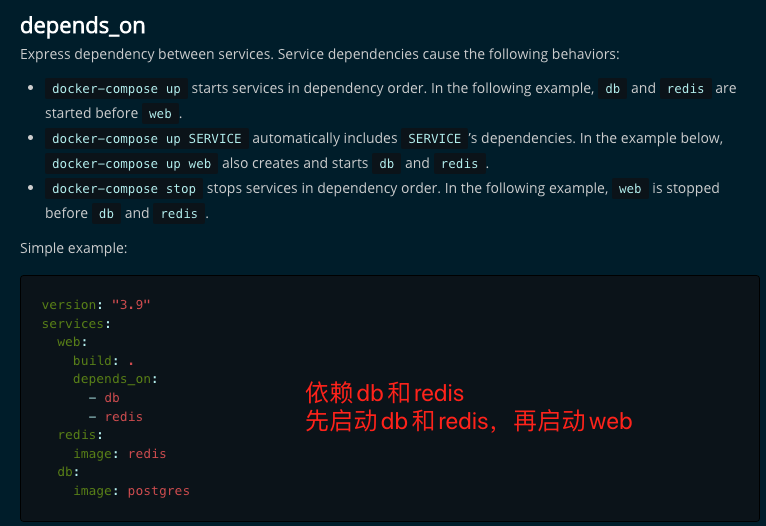 depends_on
Express dependency between services. Service dependencies cause the following behaviors:
• docker-compose up starts services in dependency order. In the following example, db and redis are
started before web .
• docker-compose up SERVICE automatically includes SERVICE 's dependencies. In the example below,
docker-compose up web also creates and starts db and redis .
• docker-compose stop stops services in dependency order. In the following example, web is stopped
before db and redis .
Simple example:
version: "3.9"
services:
  web:
    build: .
    depends_on:
      - db
      - redis
  redis:
    image: redis
  db:
    image: postgres
依赖db和redis
先启动db和redis，再启动web